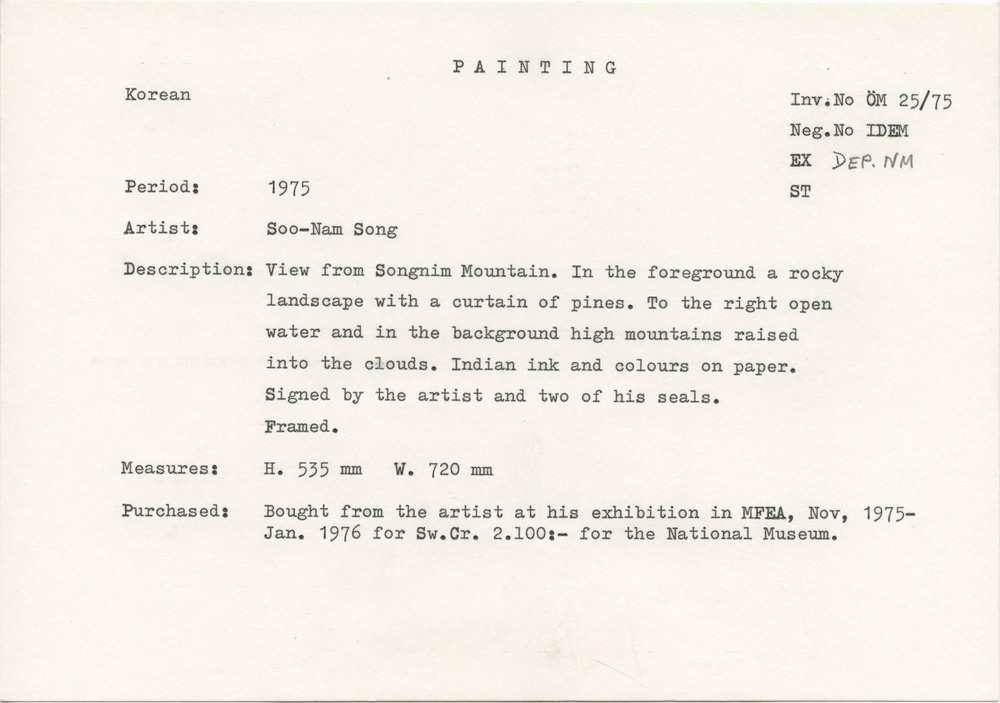 P A I N T I N G
Korean
Inv.No ÖM 25/75
Neg.No IDEM
EX DEP. NM
ST
Period: 1975
Artist: Soo-Nam Song
Description: View from Songnim Mountain. In the foreground a rocky
landscape with a curtain of pines. To the right open
water and in the background high mountains raised
into the clouds. Indian ink and colours on paper.
Signed by the artist and two of his seals.
Framed.
Measures: H. 535 mm W. 720 mm
Purchased: Bought from the artist at his exhibition in MFEA, Nov, 1975-
Jan. 1976 for Sw.Cr. 2.100:- for the National Museum.